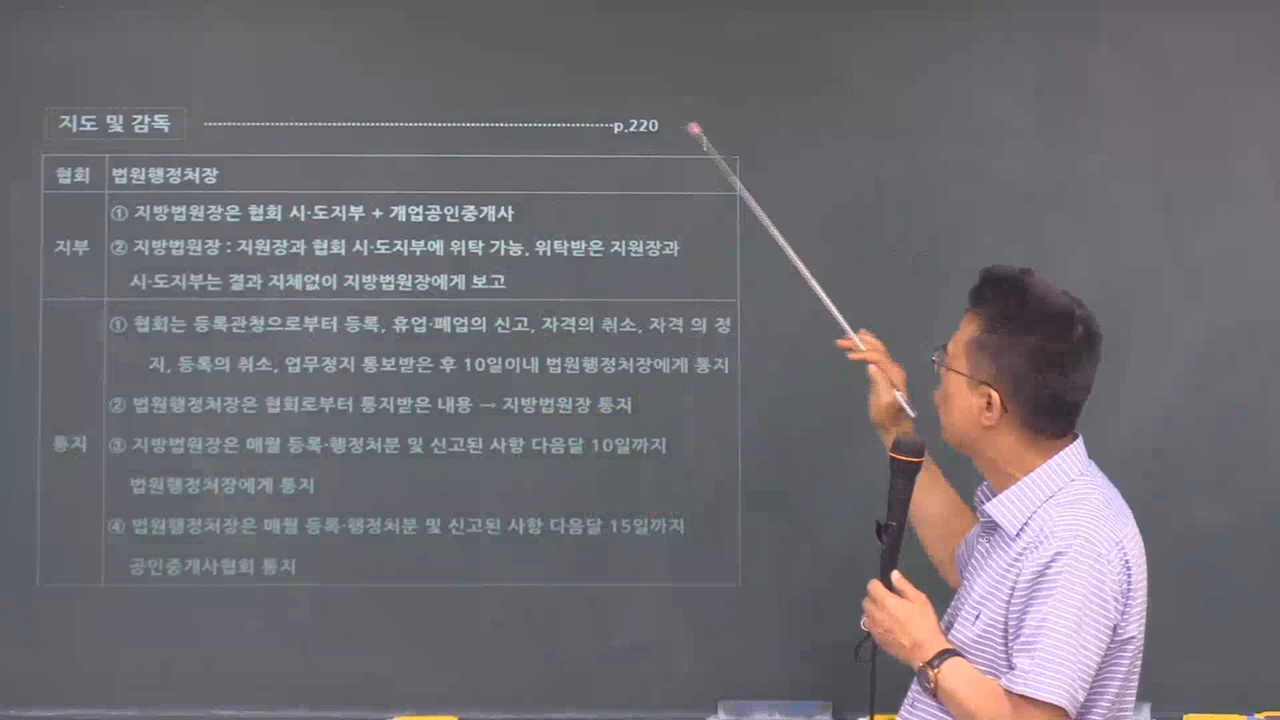 지도 및 감독 p.220
협회 법원행정처장
① 지방법원장은 협회 시·도지부 + 개업공인중개사
지부 ② 지방법원장 : 지원장과 협회 시·도지부에 위탁 가능, 위탁받은 지원장과
시·도지부는 결과 지체없이 지방법원장에게 보고
① 협회는 등록관청으로부터 등록, 휴업·폐업의 신고, 자격의 취소, 자격 의 정
지, 등록의 취소, 업무정지 통보받은 후 10일이내 법원행정처장에게 통지
② 법원행정처장은 협회로부터 통지받은 내용 → 지방법원장 통지
통지 ③ 지방법원장은 매월 등록·행정처분 및 신고된 사항 다음달 10일까지
법원행정처장에게 통지
④ 법원행정처장은 매월 등록·행정처분 및 신고된 사항 다음달 15일까지
공인중개사협회 통지